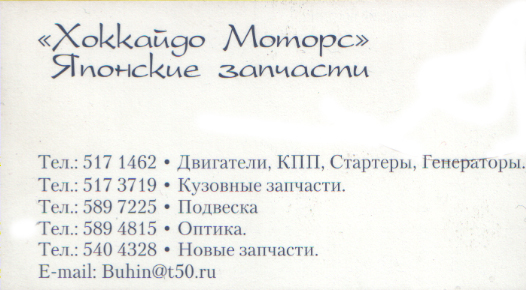 «Хоккайдо Моторс»
Японские запчасти
Тел.: 517 1462 • Двигатели, КПП, Стартеры, Генераторы.
Тел.: 517 3719 • Кузовные запчасти.
Тел.: 589 7225 • Подвеска
Тел.: 589 4815 • Оптика.
Тел.: 540 4328 • Новые запчасти.
E-mail: Buhin@t50.ru